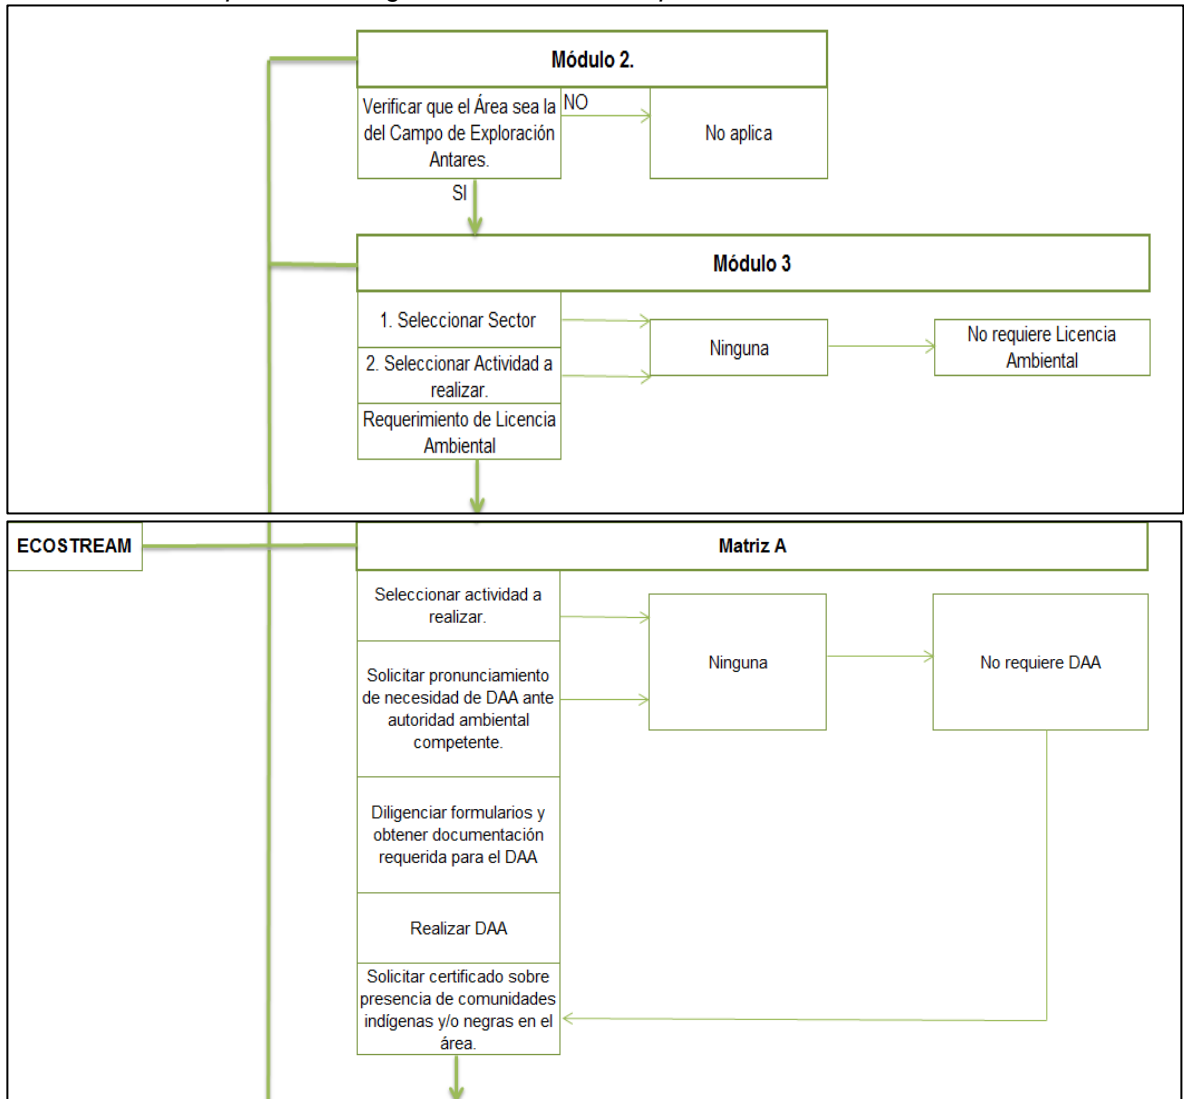 Módulo 2.
Verificar que el Área sea la
del Campo de Exploración
Antares.
NO
No aplica
SI
Módulo 3
1. Seleccionar Sector
2. Seleccionar Actividad a
realizar.
Requerimiento de Licencia
Ambiental
Ninguna
No requiere Licencia
Ambiental
ECOSTREAM
Matriz A
Seleccionar actividad a
realizar.
Solicitar pronunciamiento
de necesidad de DAA ante
autoridad ambiental
competente.
Ninguna
No requiere DAA
Diligenciar formularios y
obtener documentación
requerida para el DAA
Realizar DAA
Solicitar certificado sobre
presencia de comunidades
indígenas y/o negras en el
área.